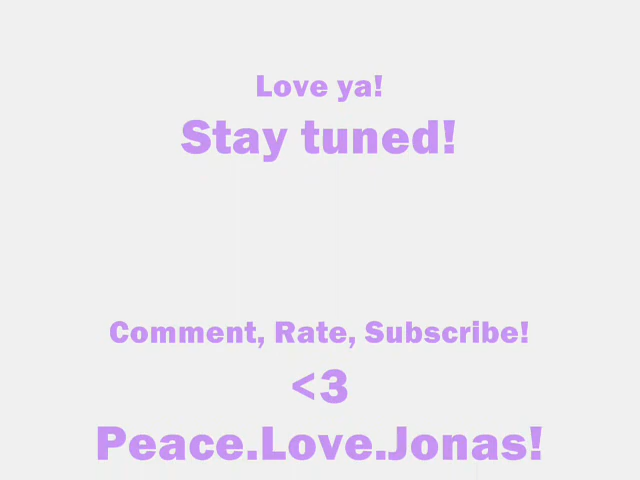 Love ya!
Stay tuned!
Comment, Rate, Subscribe!
<3
Peace.Love.Jonas!